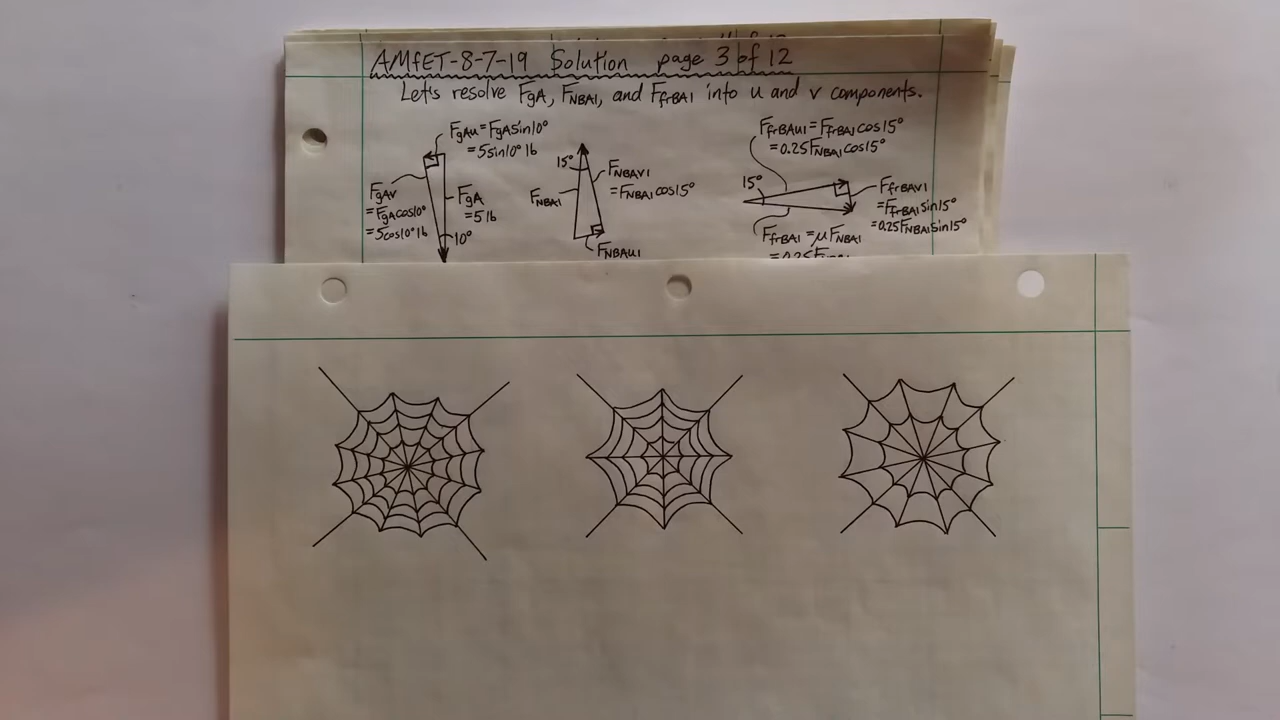 AMfET-8-7-19 Solution page 3 of 12
Let's resolve FgA, FNBA1, and FfrBA1 into u and v components.
FgAu = FgAsin10°
= 5sin10° lb
FgAv
= FgAcos10°
= 5cos10° lb
FgA
= 5 lb
10°
15°
FNBA1
FNBAV1
= FNBA1cos15°
FNBAU1
FfrBAU1 = FfrBA1cos15°
= 0.25FNBA1cos15°
15°
FfrBAV1
= FfrBA1sin15°
= 0.25FNBA1sin15°
FfrBA1 = μFNBA1